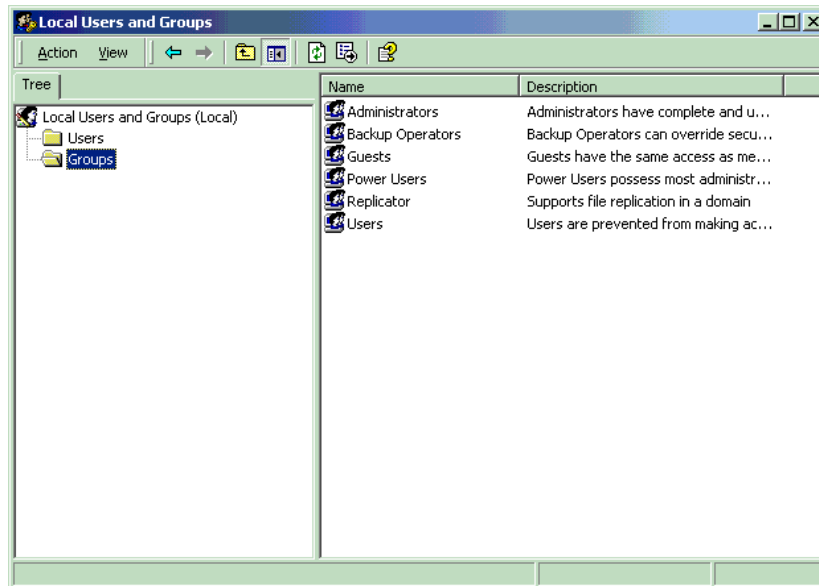 Local Users and Groups
Action View
Tree
Local Users and Groups (Local)
Users
Groups
Name Description
Administrators Administrators have complete and u...
Backup Operators Backup Operators can override secu...
Guests Guests have the same access as me...
Power Users Power Users possess most administr...
Replicator Supports file replication in a domain
Users Users are prevented from making ac...